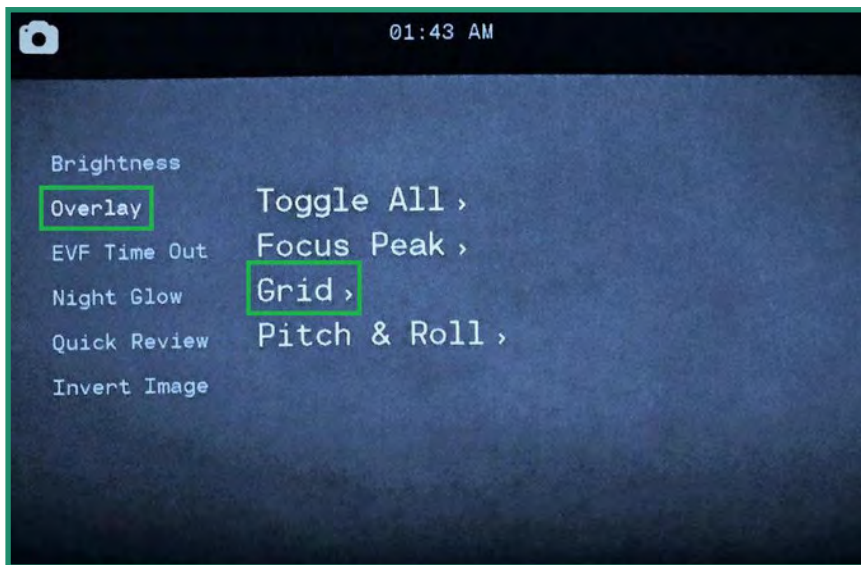 01:43 AM
Brightness
Overlay
EVF Time Out
Night Glow
Quick Review
Invert Image
Toggle All ›
Focus Peak ›
Grid ›
Pitch & Roll ›